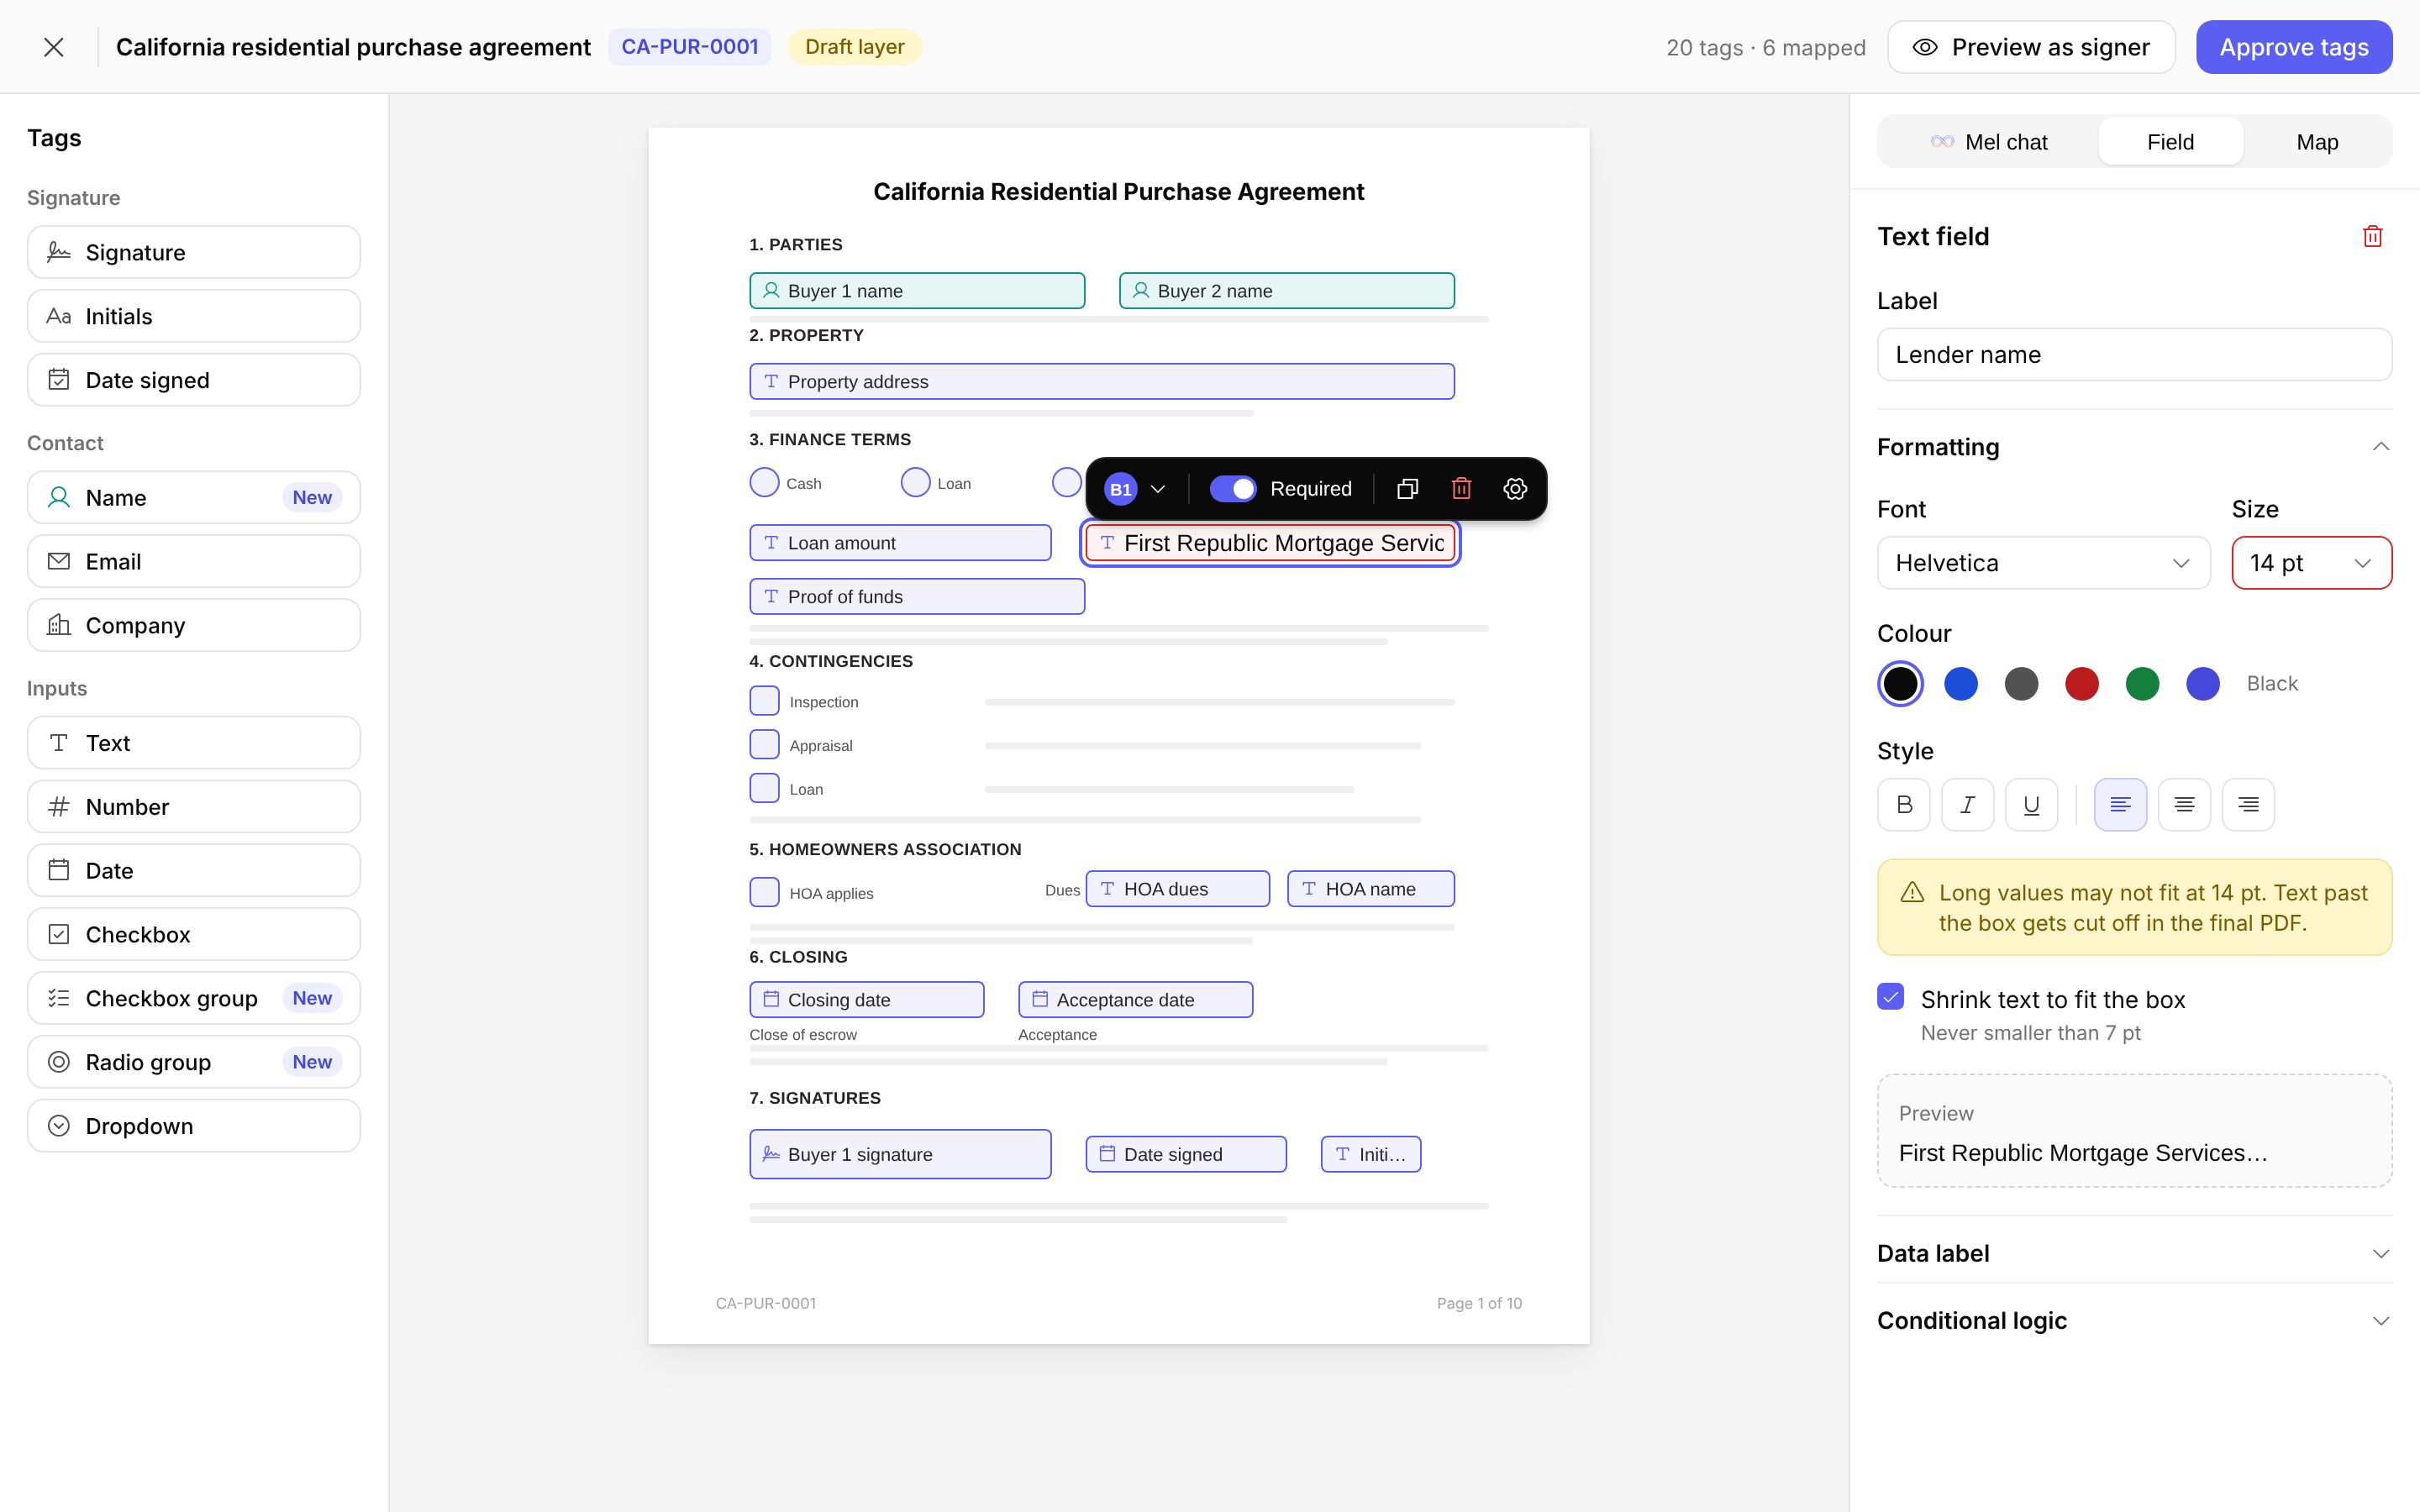 California residential purchase agreement CA-PUR-0001 Draft layer 20 tags · 6 mapped Preview as signer Approve tags
Tags
Signature
Signature
Initials
Date signed
Contact
Name New
Email
Company
Inputs
Text
Number
Date
Checkbox
Checkbox group New
Radio group New
Dropdown
California Residential Purchase Agreement
1. PARTIES
Buyer 1 name Buyer 2 name
2. PROPERTY
Property address
3. FINANCE TERMS
Cash Loan
B1 Required
Loan amount First Republic Mortgage Servic
Proof of funds
4. CONTINGENCIES
Inspection
Appraisal
Loan
5. HOMEOWNERS ASSOCIATION
HOA applies Dues HOA dues HOA name
6. CLOSING
Closing date Acceptance date
Close of escrow Acceptance
7. SIGNATURES
Buyer 1 signature Date signed Initi…
CA-PUR-0001 Page 1 of 10
Mel chat Field Map
Text field
Label
Lender name
Formatting
Font Size
Helvetica 14 pt
Colour
Black
Style
B I U
Long values may not fit at 14 pt. Text past
the box gets cut off in the final PDF.
Shrink text to fit the box
Never smaller than 7 pt
Preview
First Republic Mortgage Services…
Data label
Conditional logic